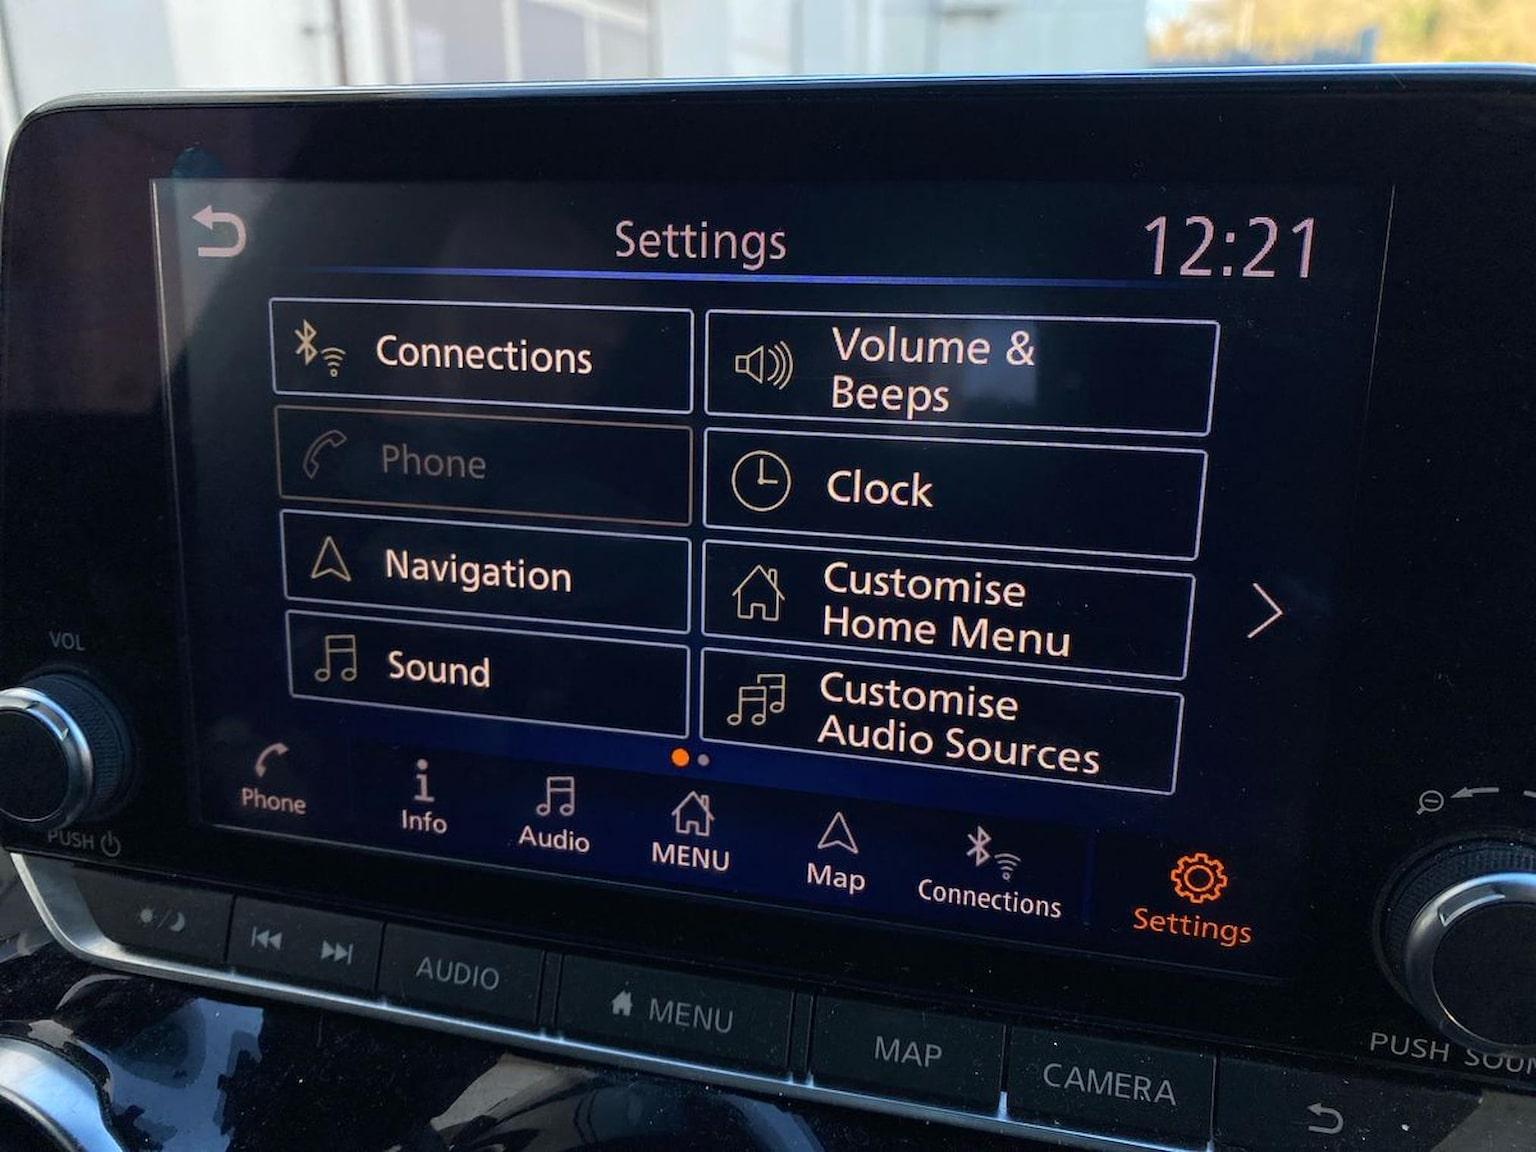 Settings
12:21
Connections
Volume &
Beeps
Phone
Clock
Navigation
Customise
Home Menu
Sound
Customise
Audio Sources
Phone
Info
Audio
MENU
Map
Connections
Settings
VOL
PUSH
AUDIO
MENU
MAP
CAMERA
PUSH